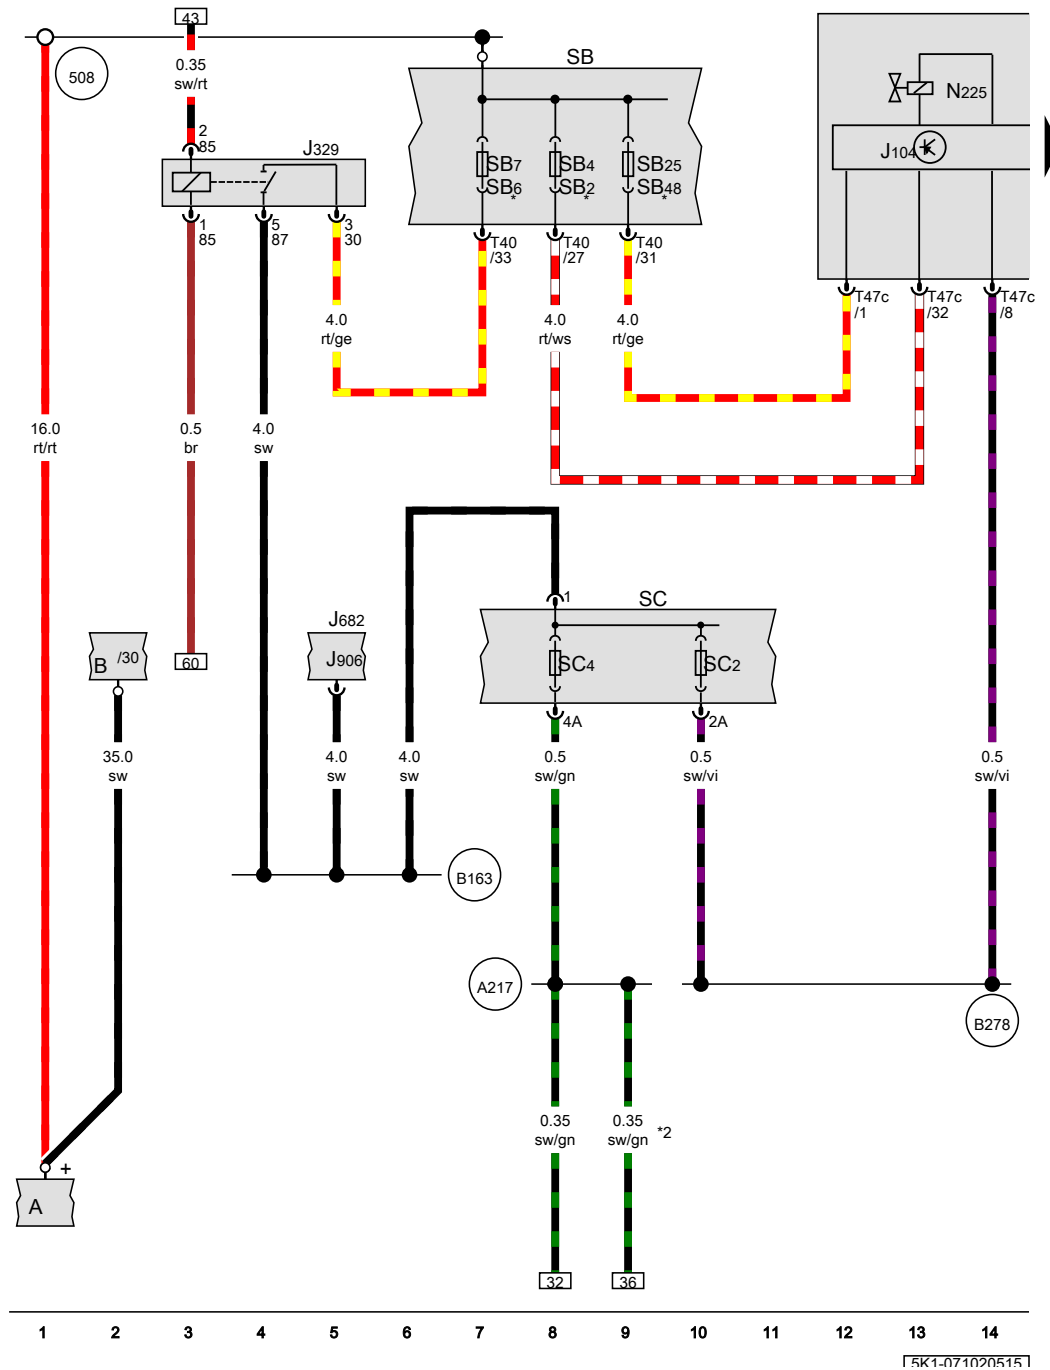 43
508
0.35
sw/rt
2
85
J329
1
85
5
87
3
30
SB
SB7
SB6
*
SB4
SB2
*
SB25
SB48
*
T40
/33
T40
/27
T40
/31
N225
J104
T47c
/1
T47c
/32
T47c
/8
4.0
rt/ge
4.0
rt/ws
4.0
rt/ge
16.0
rt/rt
0.5
br
4.0
sw
1
SC
SC4
SC2
4A
2A
J682
J906
B /30
60
35.0
sw
4.0
sw
4.0
sw
0.5
sw/gn
0.5
sw/vi
0.5
sw/vi
B163
A217
B278
0.35
sw/gn
0.35
sw/gn
*2
+
A
32
36
1 2 3 4 5 6 7 8 9 10 11 12 13 14
5K1-071020515